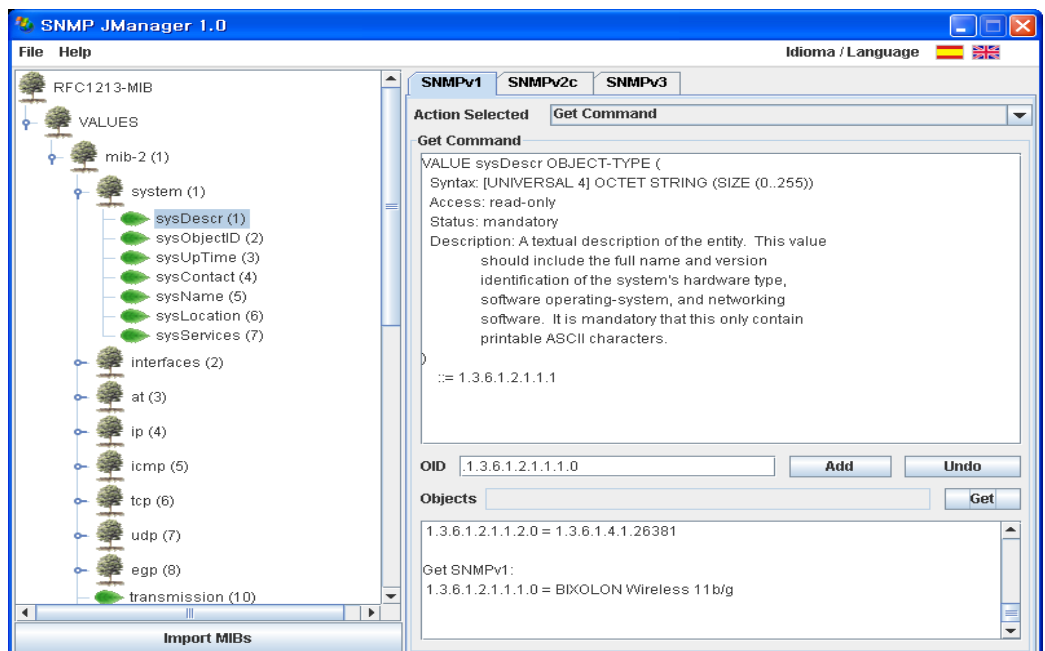 SNMP JManager 1.0
File Help
Idioma / Language
RFC1213-MIB
VALUES
mib-2 (1)
system (1)
sysDescr (1)
sysObjectID (2)
sysUpTime (3)
sysContact (4)
sysName (5)
sysLocation (6)
sysServices (7)
interfaces (2)
at (3)
ip (4)
icmp (5)
tcp (6)
udp (7)
egp (8)
transmission (10)
Import MIBs
SNMPv1 SNMPv2c SNMPv3
Action Selected Get Command
Get Command
VALUE sysDescr OBJECT-TYPE (
Syntax: [UNIVERSAL 4] OCTET STRING (SIZE (0..255))
Access: read-only
Status: mandatory
Description: A textual description of the entity. This value
should include the full name and version
identification of the system's hardware type,
software operating-system, and networking
software. It is mandatory that this only contain
printable ASCII characters.
)
::= 1.3.6.1.2.1.1.1
OID .1.3.6.1.2.1.1.1.0 Add Undo
Objects Get
1.3.6.1.2.1.1.2.0 = 1.3.6.1.4.1.26381
Get SNMPv1:
1.3.6.1.2.1.1.1.0 = BIXOLON Wireless 11b/g